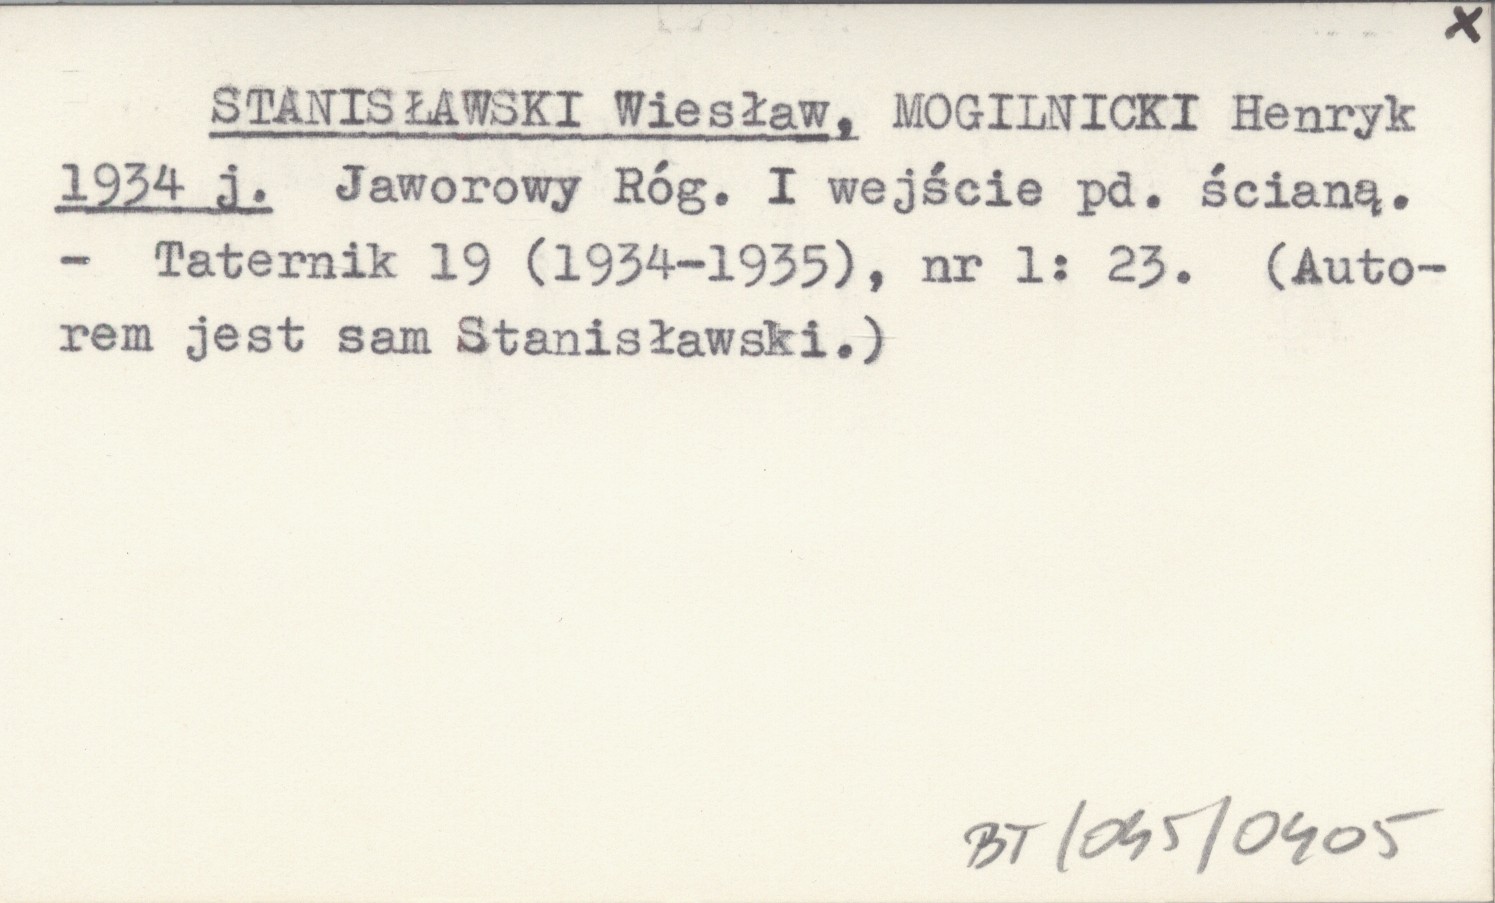 x
STANISŁAWSKI Wiesław, MOGILNICKI Henryk
1934 j. Jaworowy Róg. I wejście pd. ścianą.
- Taternik 19 (1934-1935), nr 1: 23. (Auto-
rem jest sam Stanisławski.)
BT/045/0405